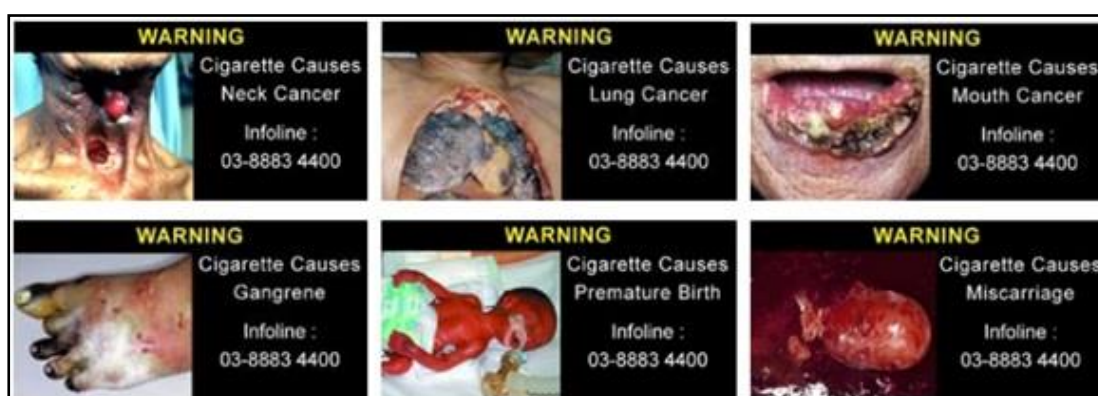 WARNING
Cigarette Causes
Neck Cancer
Infoline :
03-8883 4400
WARNING
Cigarette Causes
Lung Cancer
Infoline :
03-8883 4400
WARNING
Cigarette Causes
Mouth Cancer
Infoline :
03-8883 4400
WARNING
Cigarette Causes
Gangrene
Infoline :
03-8883 4400
WARNING
Cigarette Causes
Premature Birth
Infoline :
03-8883 4400
WARNING
Cigarette Causes
Miscarriage
Infoline :
03-8883 4400